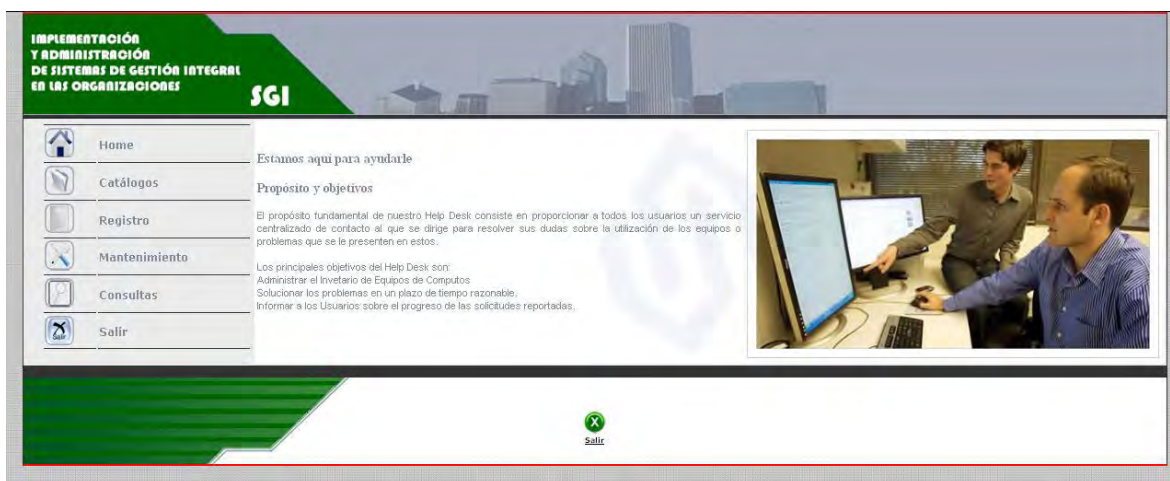 IMPLEMENTACIÓN
Y ADMINISTRACIÓN
DE SISTEMAS DE GESTIÓN INTEGRAL
EN LAS ORGANIZACIONES
SGI
Home
Catálogos
Registro
Mantenimiento
Consultas
Salir
Salir
Estamos aquí para ayudarle
Propósito y objetivos
El propósito fundamental de nuestro Help Desk consiste en proporcionar a todos los usuarios un servicio
centralizado de contacto al que se dirige para resolver sus dudas sobre la utilización de los equipos o
problemas que se le presenten en estos.
Los principales objetivos del Help Desk son:
Administrar el Invetario de Equipos de Computos
Solucionar los problemas en un plazo de tiempo razonable.
Informar a los Usuarios sobre el progreso de las solicitudes reportadas.
X
Salir